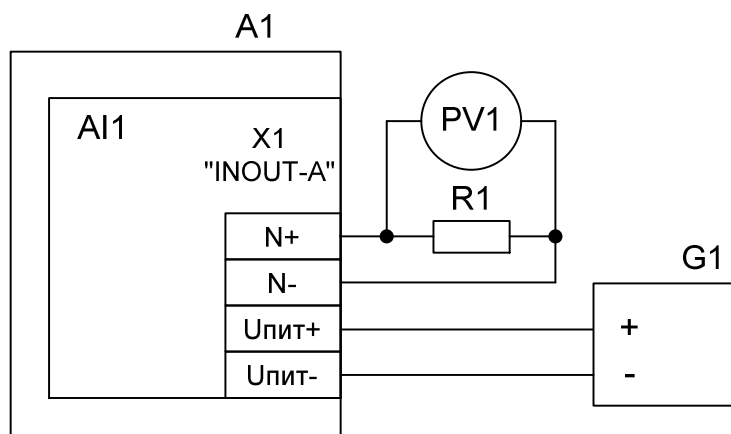 A1
AI1
X1
"INOUT-A"
PV1
R1
N+
N-
Uпит+
Uпит-
G1
+
-